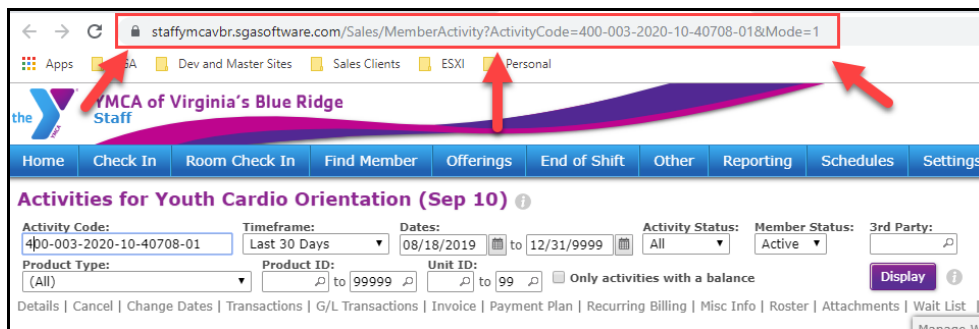 staffymcavbr.sgasoftware.com/Sales/MemberActivity?ActivityCode=400-003-2020-10-40708-01&Mode=1
Apps Dev and Master Sites Sales Clients ESXI Personal
the YMCA of Virginia's Blue Ridge
Staff
Home Check In Room Check In Find Member Offerings End of Shift Other Reporting Schedules Settings
Activities for Youth Cardio Orientation (Sep 10)
Activity Code: Timeframe: Dates: Activity Status: Member Status: 3rd Party:
400-003-2020-10-40708-01 Last 30 Days 08/18/2019 to 12/31/9999 All Active
Product Type: Product ID: Unit ID:
(All) to 99999 to 99 Only activities with a balance Display
Details | Cancel | Change Dates | Transactions | G/L Transactions | Invoice | Payment Plan | Recurring Billing | Misc Info | Roster | Attachments | Wait List